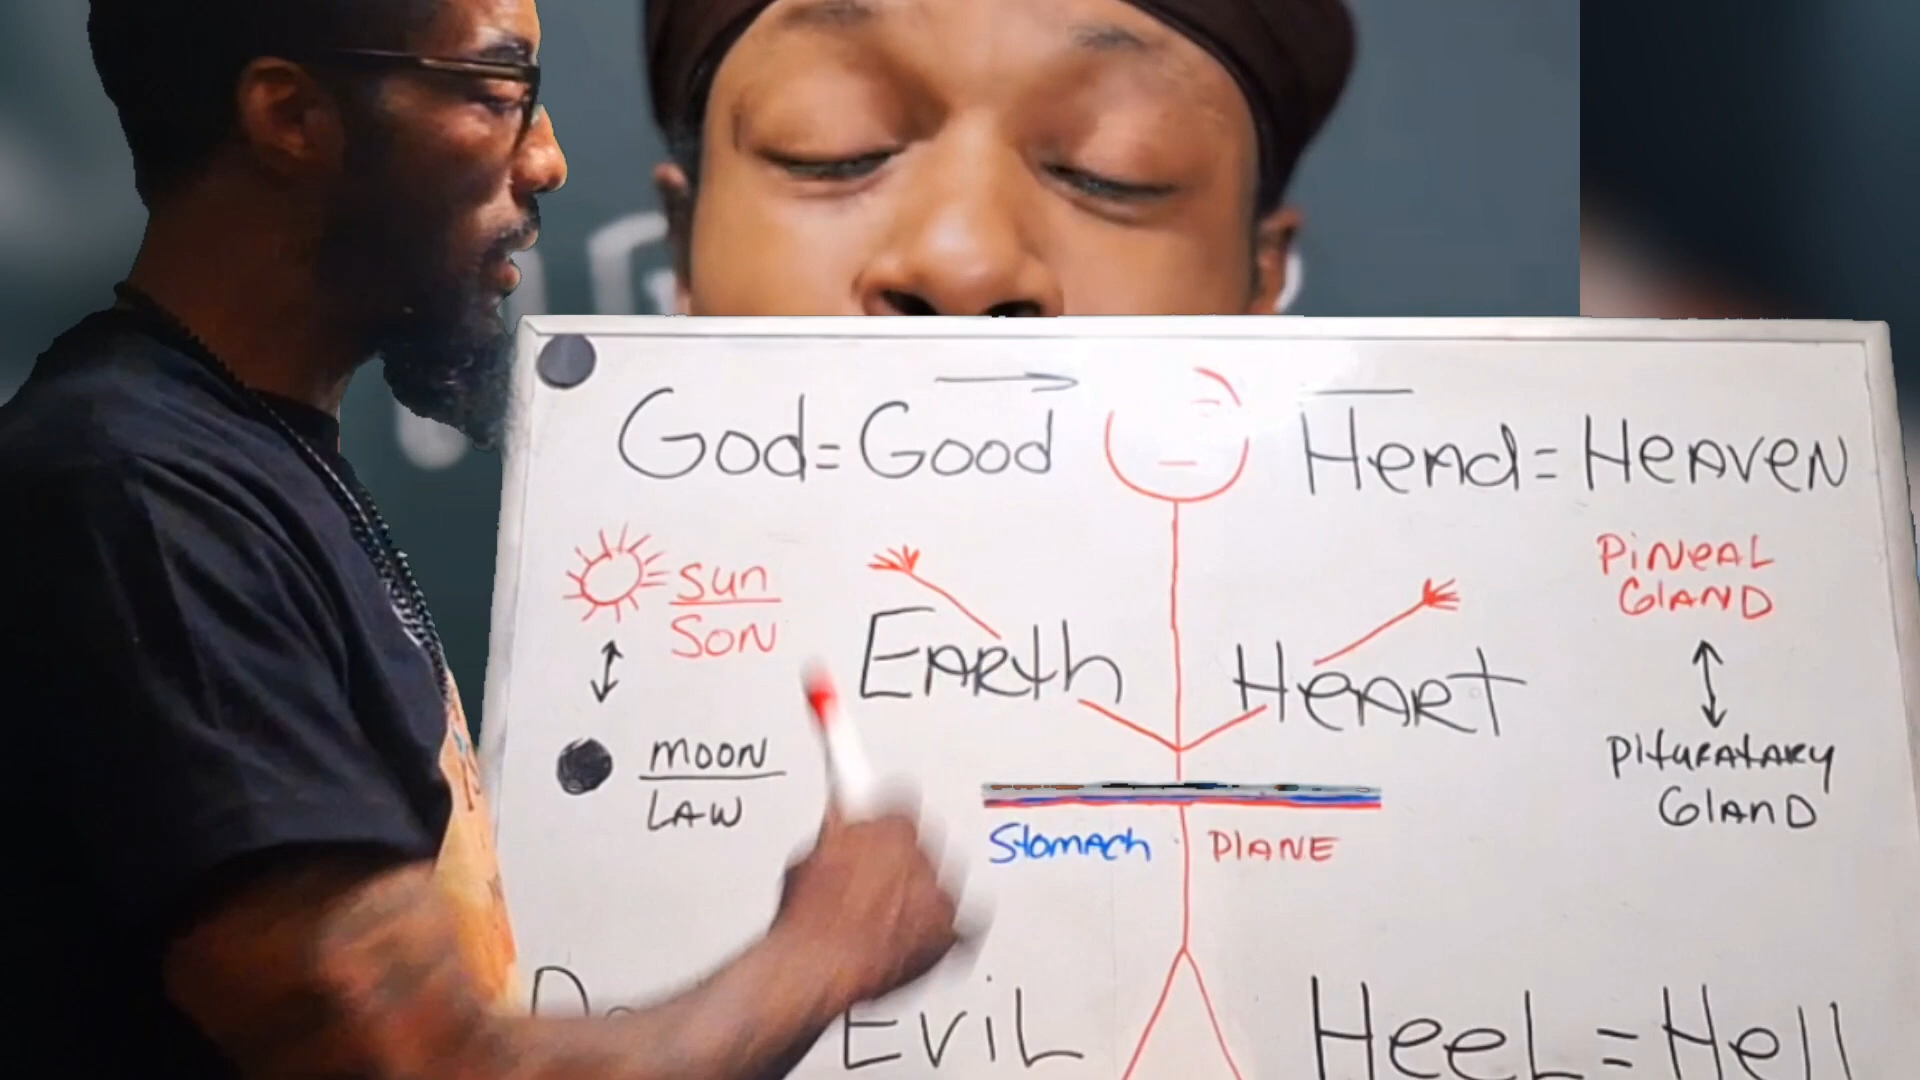 God=Good
Head=HEAVEN
Sun
SON
EARth
HeARt
PiNEAL
GlAND
MOON
LAW
PitURAtARy
GlAND
Stomach PlANE
Evil
Heel=Hell